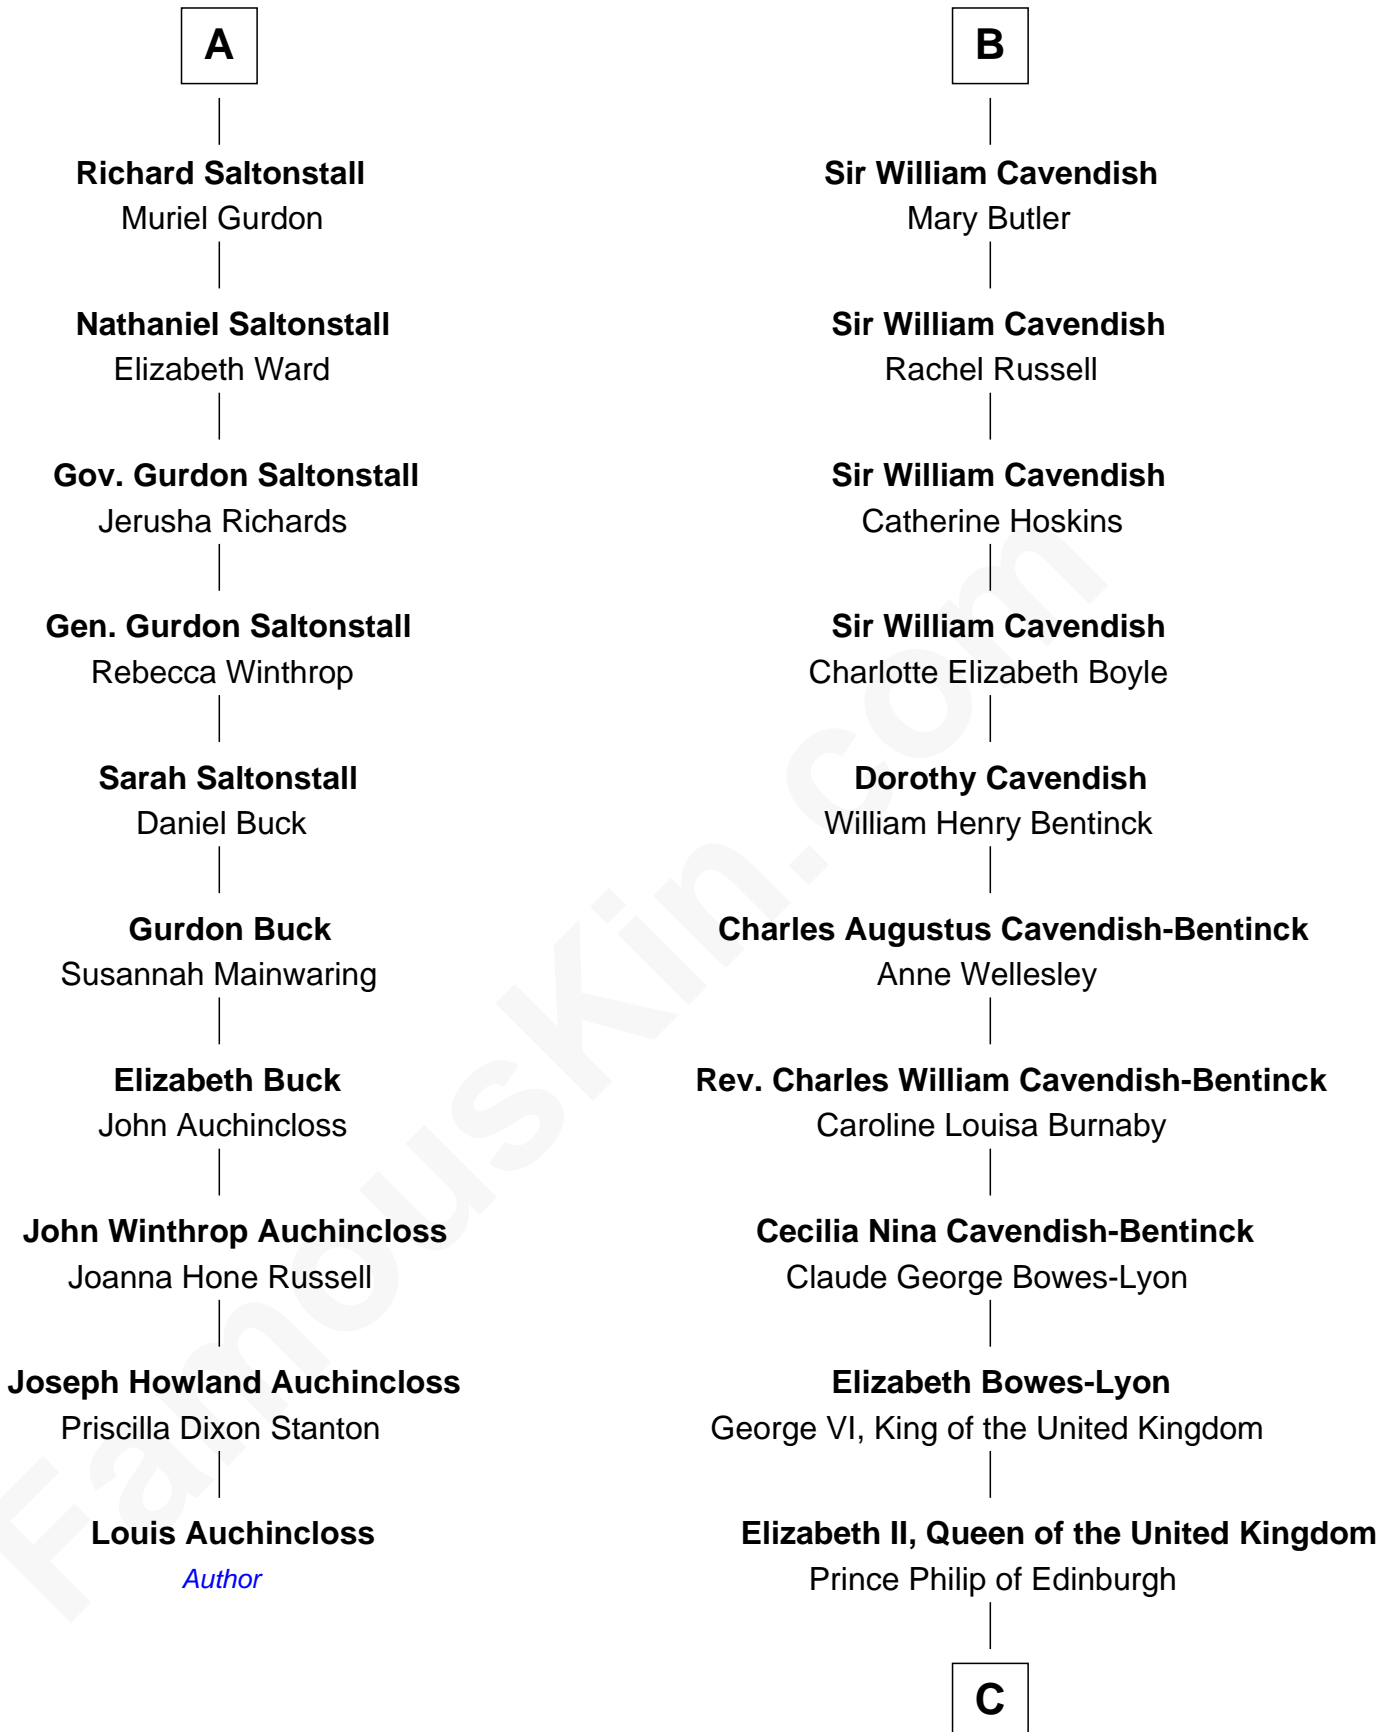 A
Richard Saltonstall
Muriel Gurdon
Nathaniel Saltonstall
Elizabeth Ward
Gov. Gurdon Saltonstall
Jerusha Richards
Gen. Gurdon Saltonstall
Rebecca Winthrop
Sarah Saltonstall
Daniel Buck
Gurdon Buck
Susannah Mainwaring
Elizabeth Buck
John Auchincloss
John Winthrop Auchincloss
Joanna Hone Russell
Joseph Howland Auchincloss
Priscilla Dixon Stanton
Louis Auchincloss
Author
B
Sir William Cavendish
Mary Butler
Sir William Cavendish
Rachel Russell
Sir William Cavendish
Catherine Hoskins
Sir William Cavendish
Charlotte Elizabeth Boyle
Dorothy Cavendish
William Henry Bentinck
Charles Augustus Cavendish-Bentinck
Anne Wellesley
Rev. Charles William Cavendish-Bentinck
Caroline Louisa Burnaby
Cecilia Nina Cavendish-Bentinck
Claude George Bowes-Lyon
Elizabeth Bowes-Lyon
George VI, King of the United Kingdom
Elizabeth II, Queen of the United Kingdom
Prince Philip of Edinburgh
C
FamousKin.com